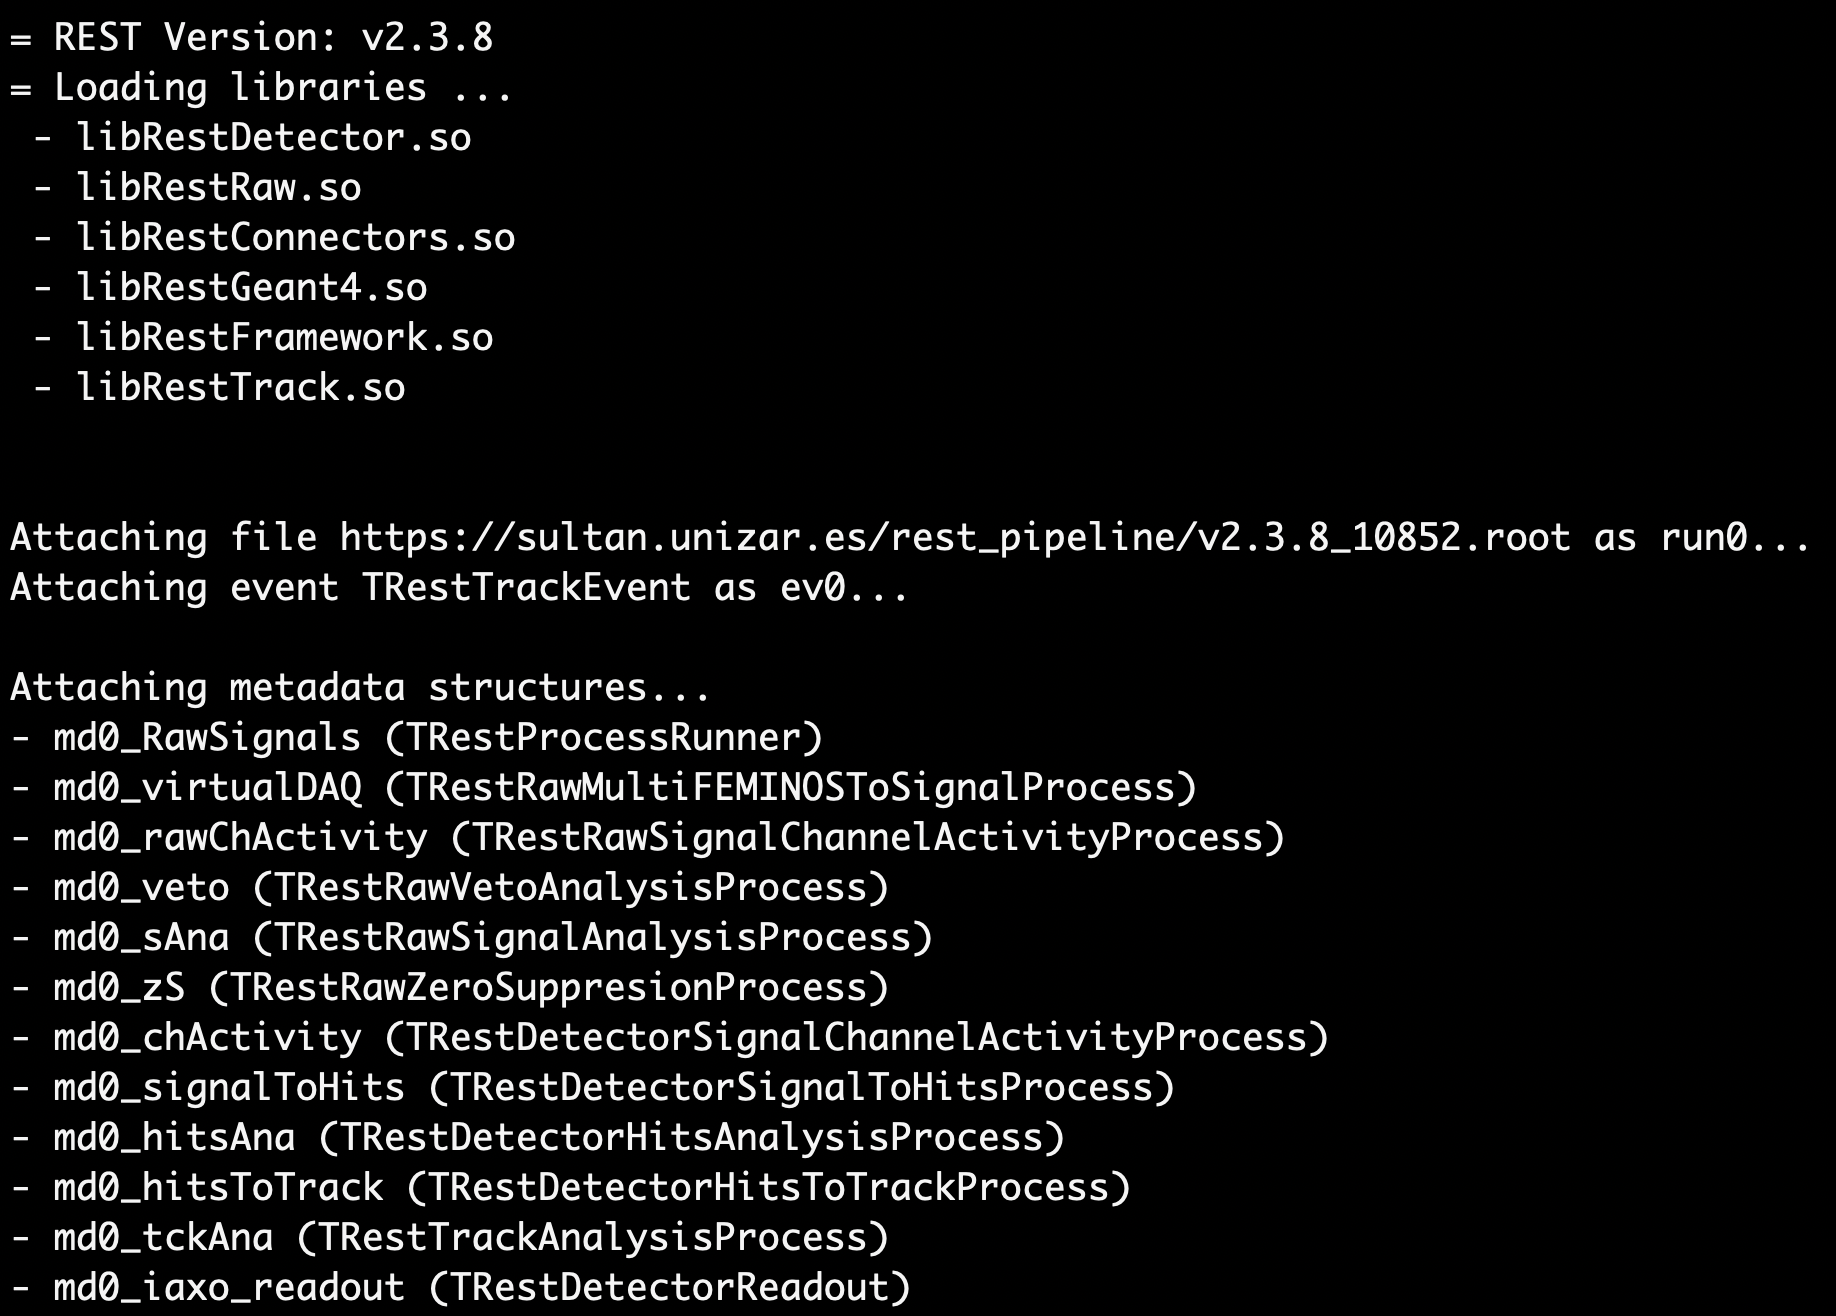 = REST Version: v2.3.8
= Loading libraries ...
- libRestDetector.so
- libRestRaw.so
- libRestConnectors.so
- libRestGeant4.so
- libRestFramework.so
- libRestTrack.so
Attaching file https://sultan.unizar.es/rest_pipeline/v2.3.8_10852.root as run0...
Attaching event TRestTrackEvent as ev0...
Attaching metadata structures...
- md0_RawSignals (TRestProcessRunner)
- md0_virtualDAQ (TRestRawMultiFEMINOSToSignalProcess)
- md0_rawChActivity (TRestRawSignalChannelActivityProcess)
- md0_veto (TRestRawVetoAnalysisProcess)
- md0_sAna (TRestRawSignalAnalysisProcess)
- md0_zS (TRestRawZeroSuppresionProcess)
- md0_chActivity (TRestDetectorSignalChannelActivityProcess)
- md0_signalToHits (TRestDetectorSignalToHitsProcess)
- md0_hitsAna (TRestDetectorHitsAnalysisProcess)
- md0_hitsToTrack (TRestDetectorHitsToTrackProcess)
- md0_tckAna (TRestTrackAnalysisProcess)
- md0_iaxo_readout (TRestDetectorReadout)